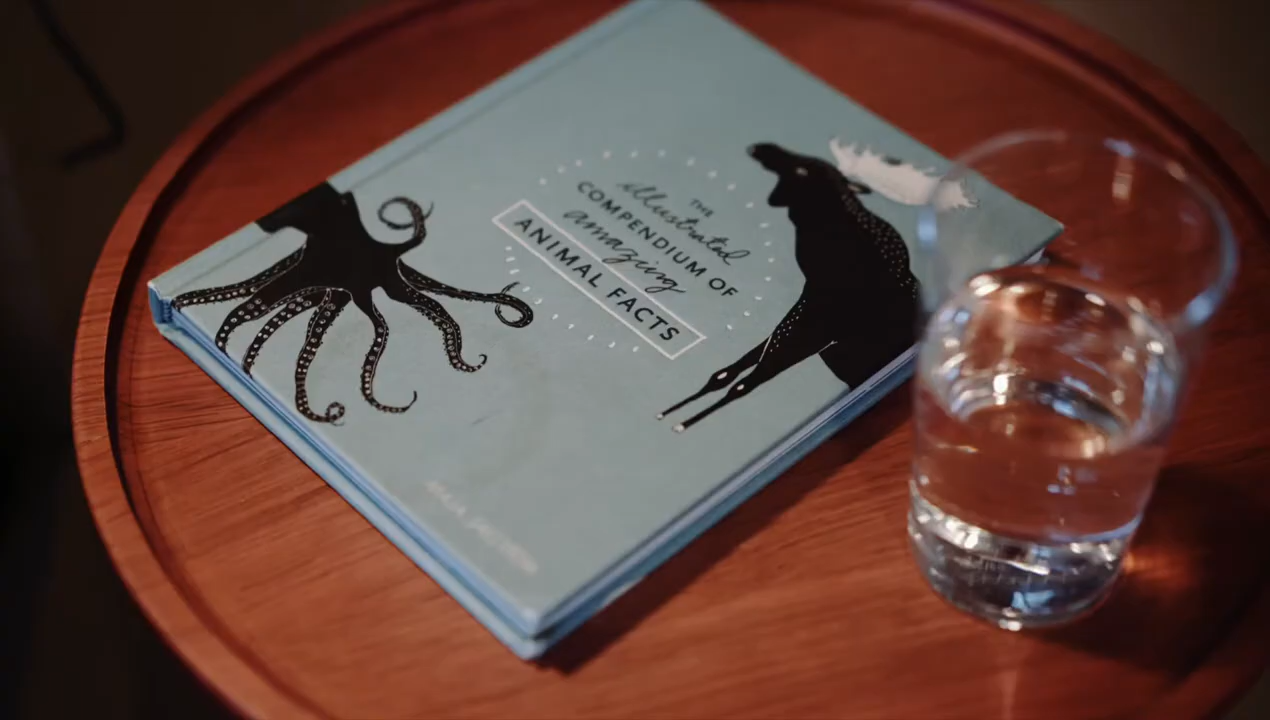 THE
illustrated
COMPENDIUM OF
amazing
ANIMAL FACTS